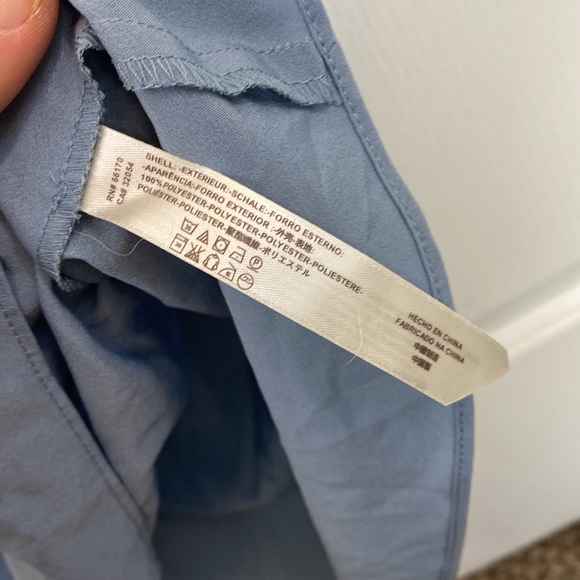 RN# 66170
CA# 32054
SHELL:-EXTERIEUR:-SCHALE:-FORRO ESTERNO:
-APARÊNCIA:-FORRO EXTERIOR:-外壳:-表地:
100%POLYESTER-POLYESTER-POLYESTER-POLIESTERE-
POLIÉSTER-POLIESTER-聚酯纖維-ポリエステル
HECHO EN CHINA
FABRICADO NA CHINA
中國製造
中国製